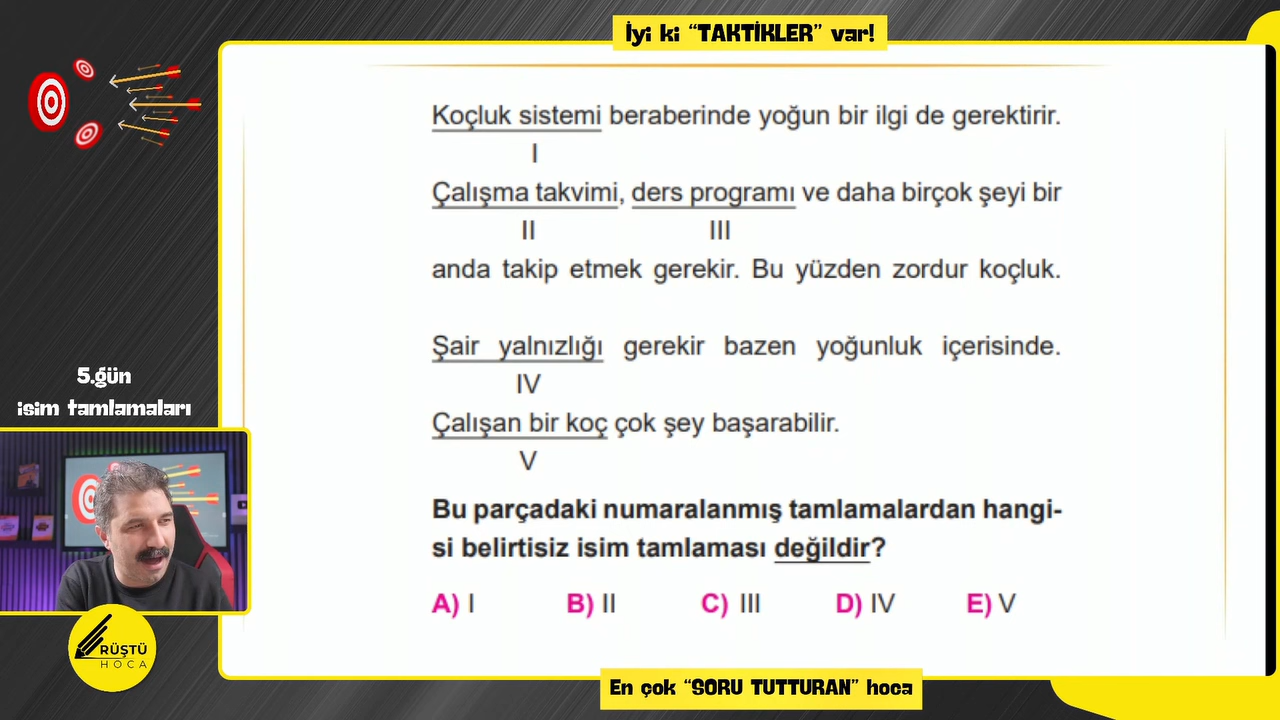 İyi ki “TAKTİKLER” var!
Koçluk sistemi beraberinde yoğun bir ilgi de gerektirir.
I
Çalışma takvimi, ders programı ve daha birçok şeyi bir
II III
anda takip etmek gerekir. Bu yüzden zordur koçluk.
Şair yalnızlığı gerekir bazen yoğunluk içerisinde.
IV
Çalışan bir koç çok şey başarabilir.
V
Bu parçadaki numaralanmış tamlamalardan hangi-
si belirtisiz isim tamlaması değildir?
A) I B) II C) III D) IV E) V
5.gün
isim tamlamaları
RÜŞTÜ
HOCA
En çok “SORU TUTTURAN” hoca